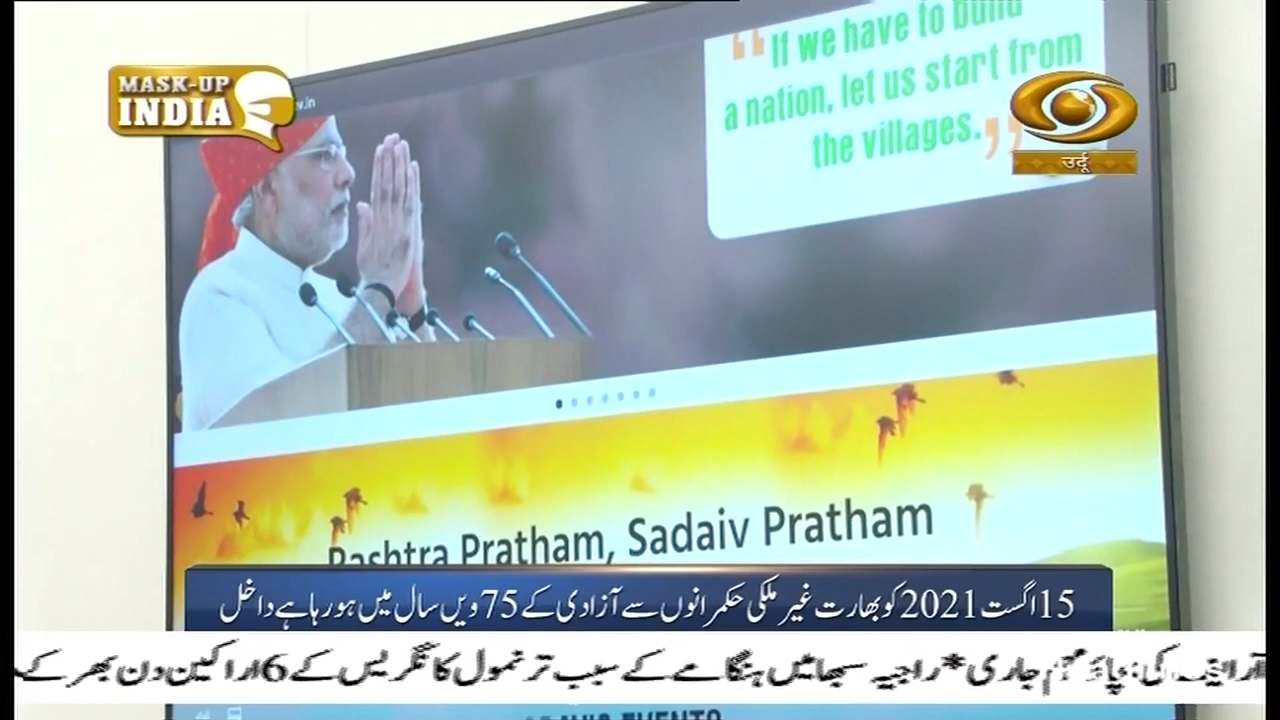 MASK-UP
INDIA
v.in
“If we have to build
a nation, let us start from
the villages.”
उर्दू
Rashtra Pratham, Sadaiv Pratham
15 اگست 2021 کو بھارت غیر ملکی حکمرانوں سے آزادی کے 75 ویں سال میں ہو رہا ہے داخل
جاری * راجیہ سبھا میں ہنگامے کے سبب ترنمول کانگریس کے 6 اراکین دن بھر کے